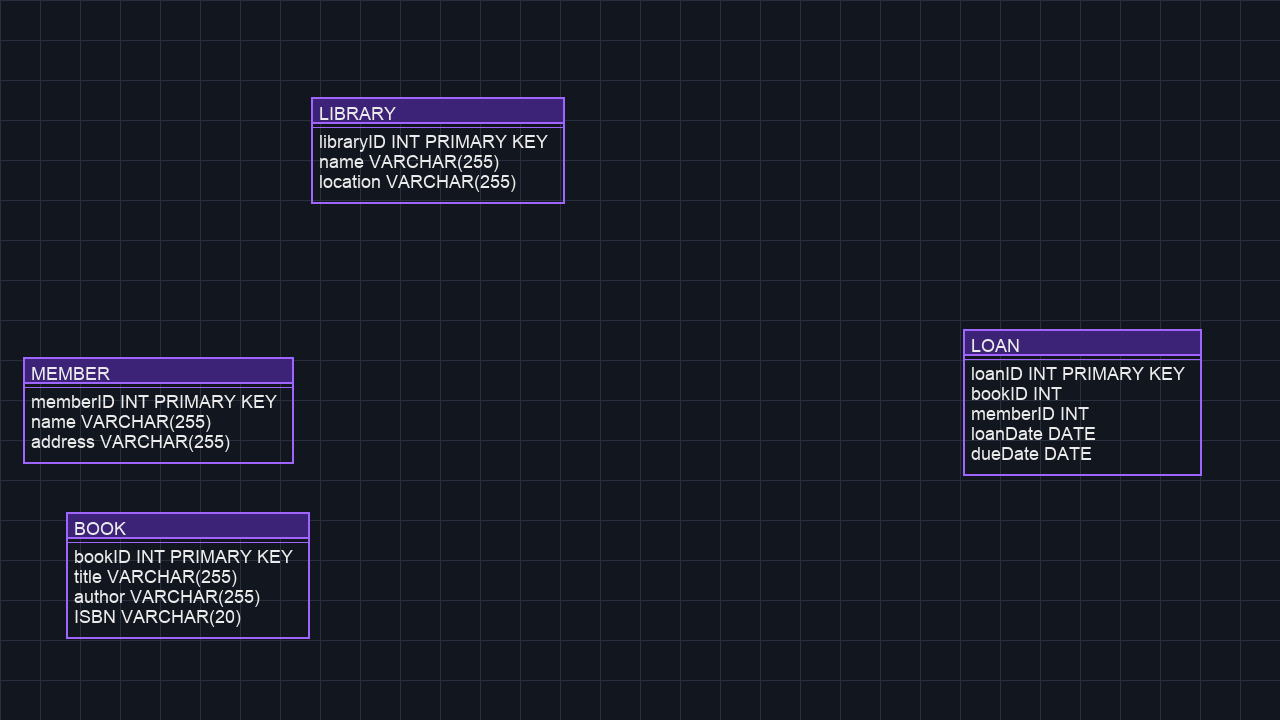 LIBRARY
libraryID INT PRIMARY KEY
name VARCHAR(255)
location VARCHAR(255)
MEMBER
memberID INT PRIMARY KEY
name VARCHAR(255)
address VARCHAR(255)
BOOK
bookID INT PRIMARY KEY
title VARCHAR(255)
author VARCHAR(255)
ISBN VARCHAR(20)
LOAN
loanID INT PRIMARY KEY
bookID INT
memberID INT
loanDate DATE
dueDate DATE